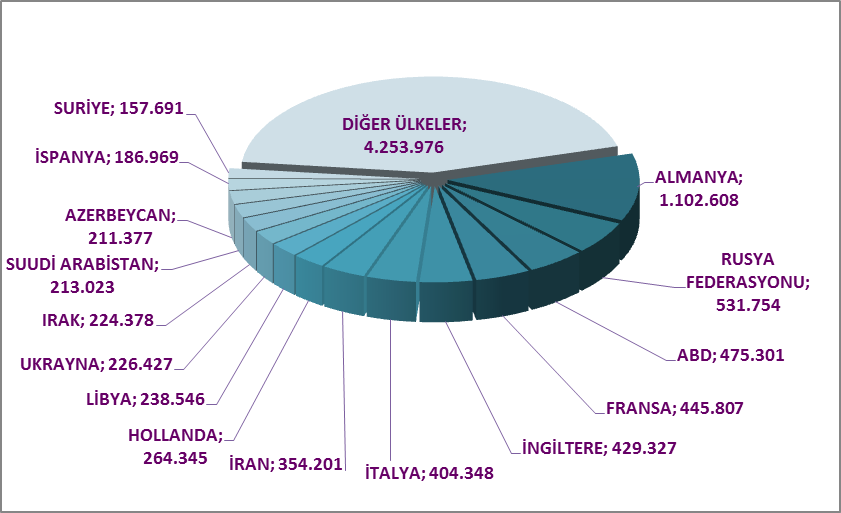 DİĞER ÜLKELER;
4.253.976
ALMANYA;
1.102.608
RUSYA
FEDERASYONU;
531.754
ABD; 475.301
FRANSA; 445.807
İNGİLTERE; 429.327
İTALYA; 404.348
İRAN; 354.201
HOLLANDA;
264.345
LİBYA; 238.546
UKRAYNA; 226.427
IRAK; 224.378
SUUDİ ARABİSTAN;
213.023
AZERBEYCAN;
211.377
İSPANYA; 186.969
SURİYE; 157.691